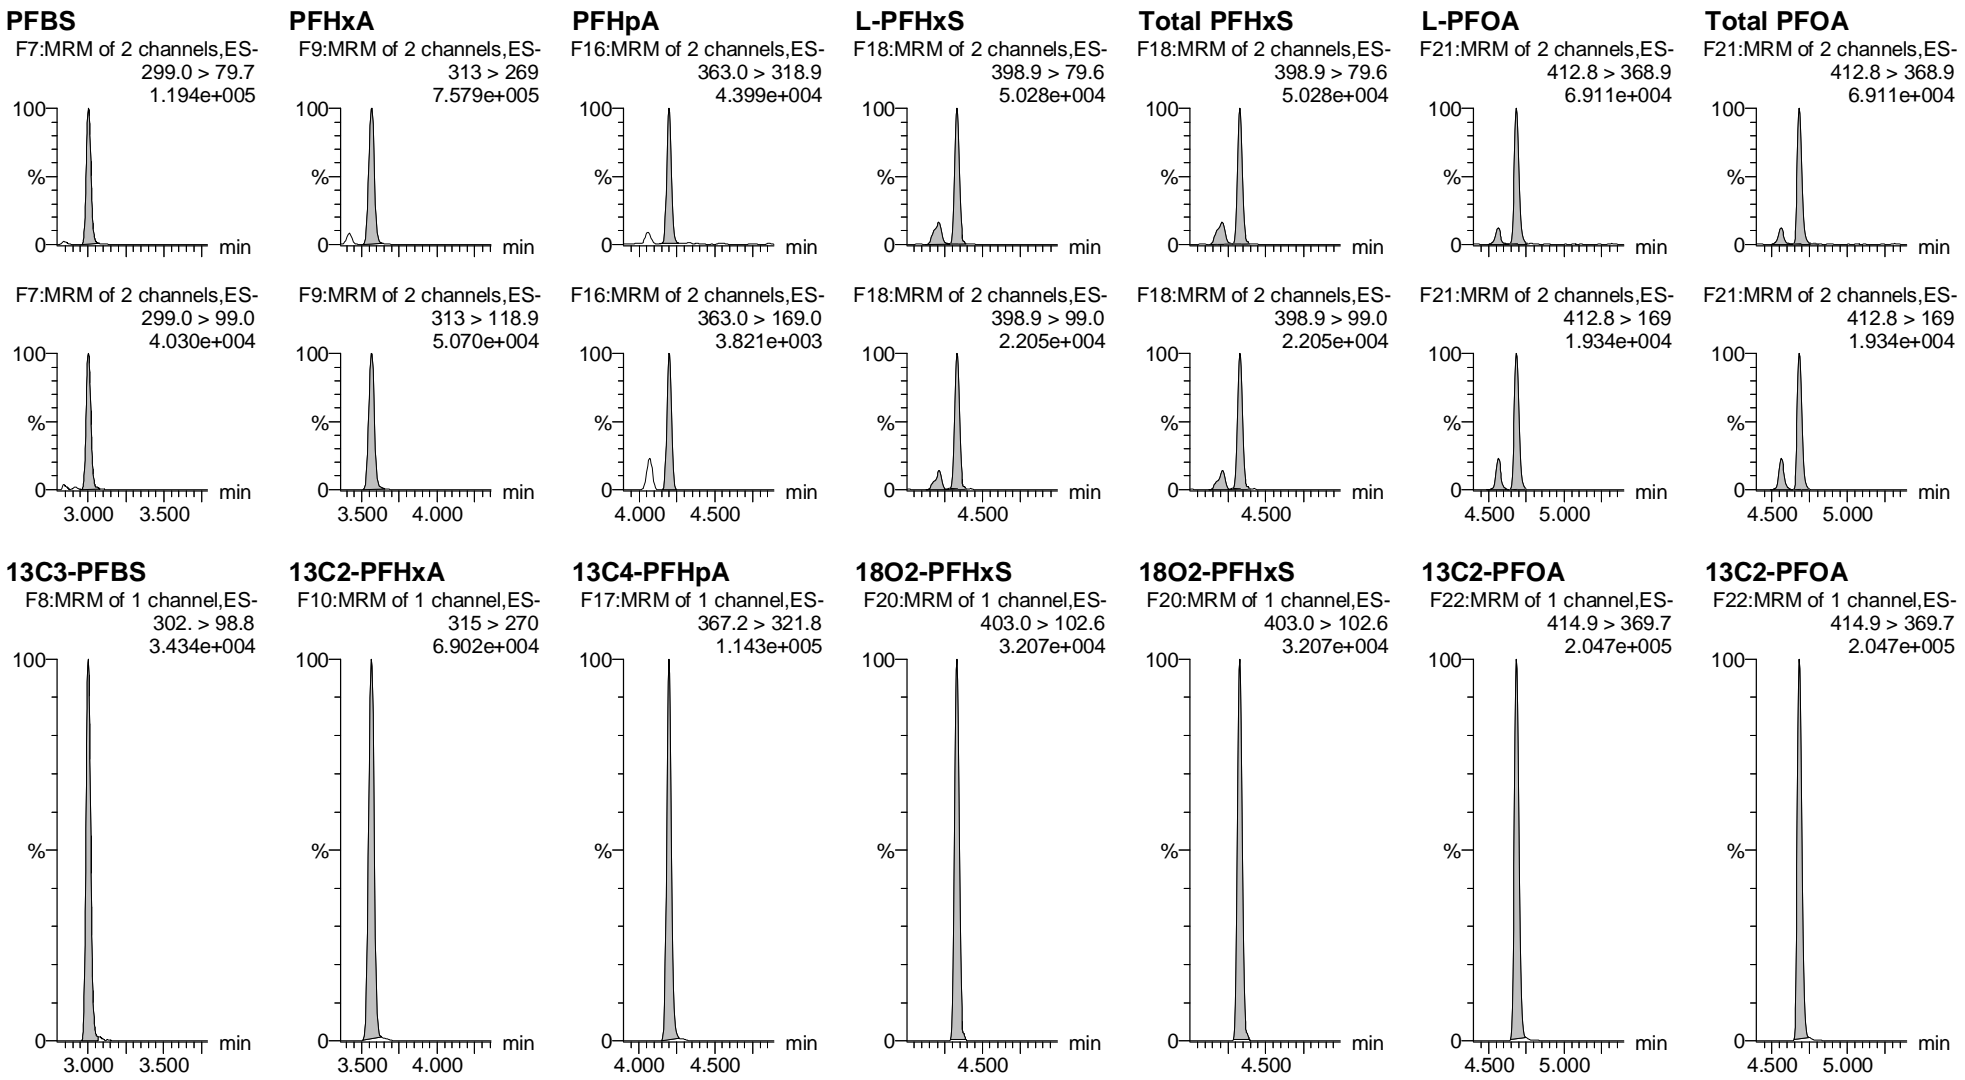 PFBS
F7:MRM of 2 channels,ES-
299.0 > 79.7
1.194e+005
100
%
0
min
F7:MRM of 2 channels,ES-
299.0 > 99.0
4.030e+004
100
%
0
min
3.000 3.500
13C3-PFBS
F8:MRM of 1 channel,ES-
302. > 98.8
3.434e+004
100
%
0
min
3.000 3.500
PFHxA
F9:MRM of 2 channels,ES-
313 > 269
7.579e+005
100
%
0
min
F9:MRM of 2 channels,ES-
313 > 118.9
5.070e+004
100
%
0
min
3.500 4.000
13C2-PFHxA
F10:MRM of 1 channel,ES-
315 > 270
6.902e+004
100
%
0
min
3.500 4.000
PFHpA
F16:MRM of 2 channels,ES-
363.0 > 318.9
4.399e+004
100
%
0
min
F16:MRM of 2 channels,ES-
363.0 > 169.0
3.821e+003
100
%
0
min
4.000 4.500
13C4-PFHpA
F17:MRM of 1 channel,ES-
367.2 > 321.8
1.143e+005
100
%
0
min
4.000 4.500
L-PFHxS
F18:MRM of 2 channels,ES-
398.9 > 79.6
5.028e+004
100
%
0
min
F18:MRM of 2 channels,ES-
398.9 > 99.0
2.205e+004
100
%
0
min
4.500
18O2-PFHxS
F20:MRM of 1 channel,ES-
403.0 > 102.6
3.207e+004
100
%
0
min
4.500
Total PFHxS
F18:MRM of 2 channels,ES-
398.9 > 79.6
5.028e+004
100
%
0
min
F18:MRM of 2 channels,ES-
398.9 > 99.0
2.205e+004
100
%
0
min
4.500
18O2-PFHxS
F20:MRM of 1 channel,ES-
403.0 > 102.6
3.207e+004
100
%
0
min
4.500
L-PFOA
F21:MRM of 2 channels,ES-
412.8 > 368.9
6.911e+004
100
%
0
min
F21:MRM of 2 channels,ES-
412.8 > 169
1.934e+004
100
%
0
min
4.500 5.000
13C2-PFOA
F22:MRM of 1 channel,ES-
414.9 > 369.7
2.047e+005
100
%
0
min
4.500 5.000
Total PFOA
F21:MRM of 2 channels,ES-
412.8 > 368.9
6.911e+004
100
%
0
min
F21:MRM of 2 channels,ES-
412.8 > 169
1.934e+004
100
%
0
min
4.500 5.000
13C2-PFOA
F22:MRM of 1 channel,ES-
414.9 > 369.7
2.047e+005
100
%
0
min
4.500 5.000